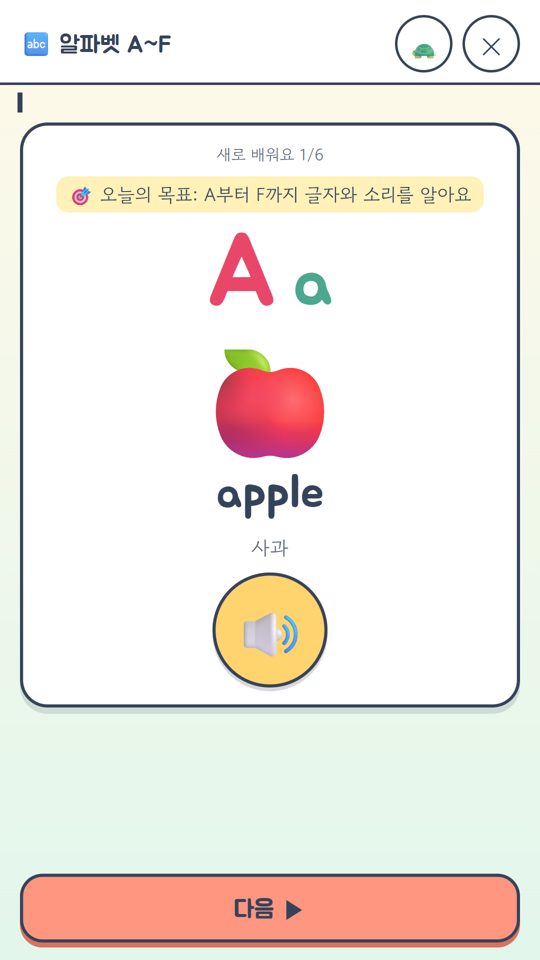 abc 알파벳 A~F
새로 배워요 1/6
오늘의 목표: A부터 F까지 글자와 소리를 알아요
A a
apple
사과
다음 ▶